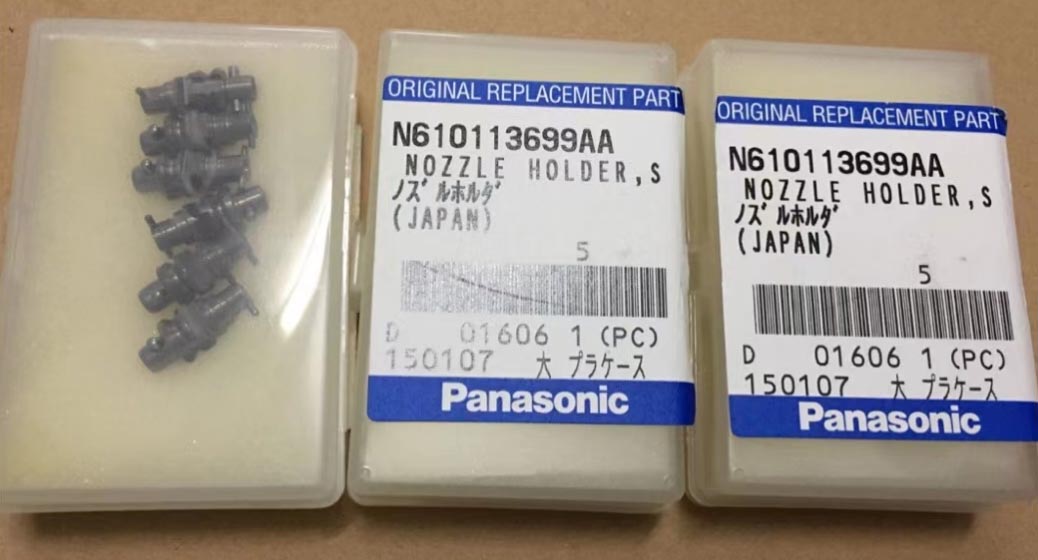 ORIGINAL REPLACEMENT PART
N610113699AA
NOZZLE HOLDER,S
ノズルホルダ
(JAPAN)
5
D 01606 1 (PC)
150107 大 プラケース
Panasonic
ORIGINAL REPLACEMENT PART
N610113699AA
NOZZLE HOLDER,S
ノズルホルダ
(JAPAN)
5
D 01606 1 (PC)
150107 大 プラケース
Panasonic